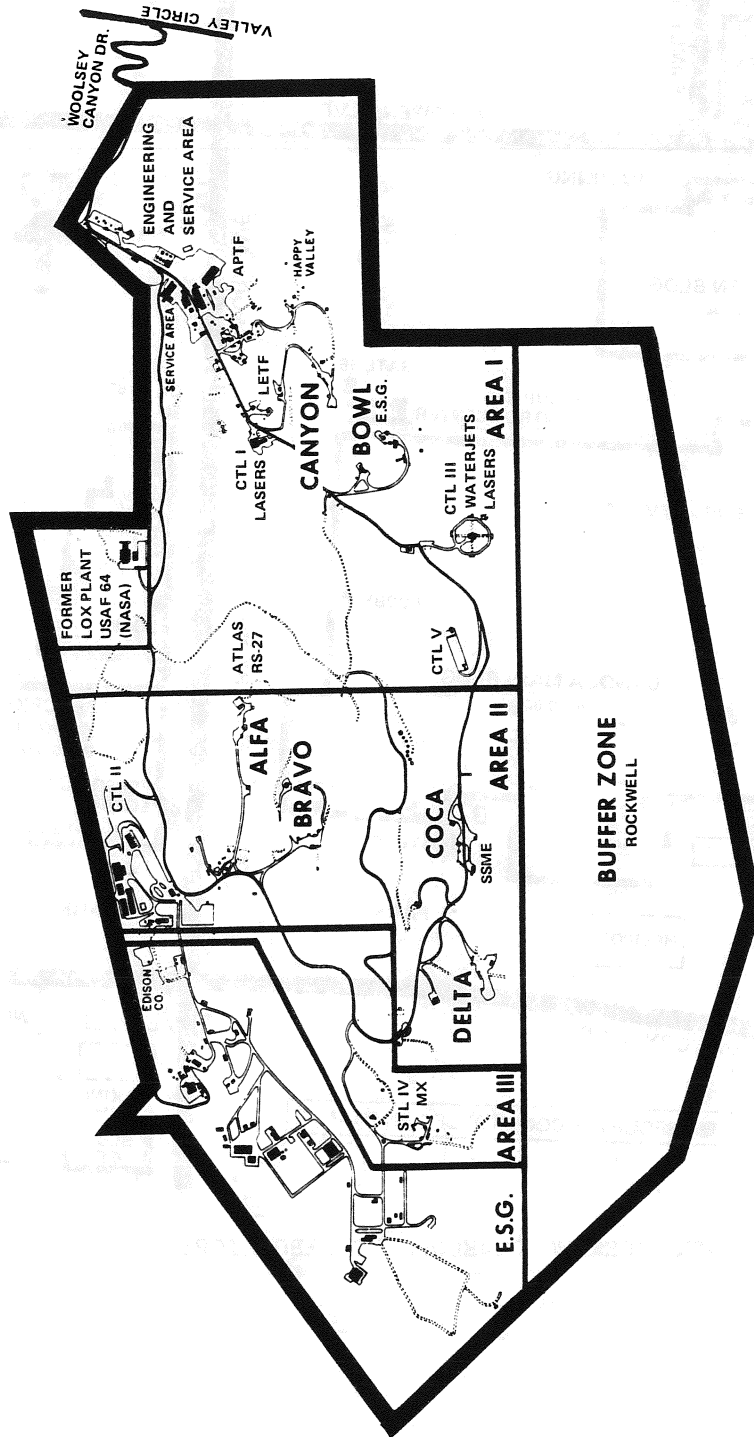 VALLEY CIRCLE
WOOLSEY
CANYON DR.
ENGINEERING
AND
SERVICE AREA
SERVICE AREA
APTF
HAPPY
VALLEY
LETF
CTL I
LASERS
CANYON
BOWL
E.S.G.
AREA I
CTL III
WATERJETS
LASERS
CTL V
FORMER
LOX PLANT
USAF 64
(NASA)
ATLAS
RS-27
ALFA
BRAVO
CTL II
COCA
SSME
AREA II
DELTA
EDISON
CO.
STL IV
MX
AREA III
E.S.G.
BUFFER ZONE
ROCKWELL